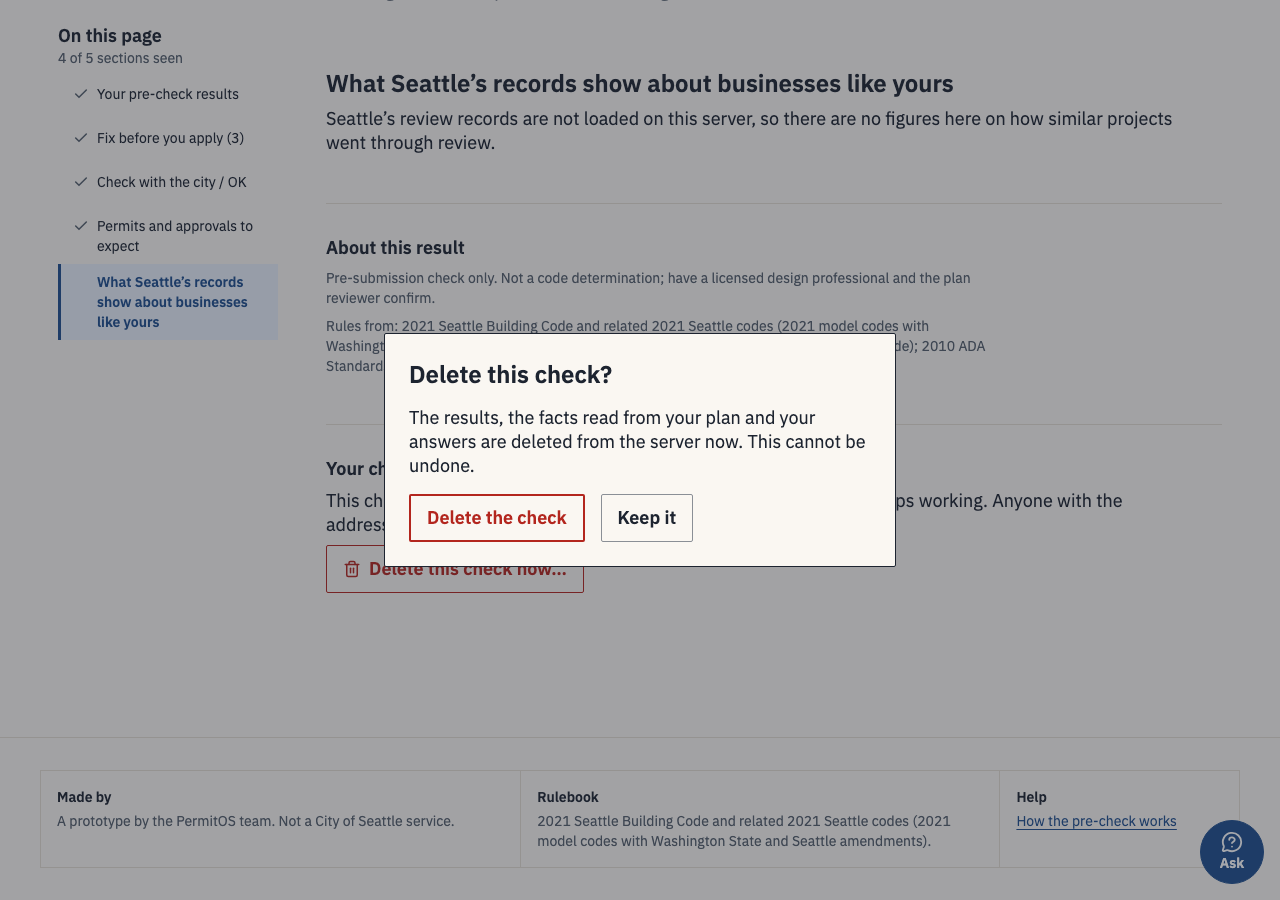 On this page
4 of 5 sections seen
Your pre-check results
Fix before you apply (3)
Check with the city / OK
Permits and approvals to
expect
What Seattle’s records
show about businesses
like yours
What Seattle’s records show about businesses like yours
Seattle’s review records are not loaded on this server, so there are no figures here on how similar projects
went through review.
About this result
Pre-submission check only. Not a code determination; have a licensed design professional and the plan
reviewer confirm.
Rules from: 2021 Seattle Building Code and related 2021 Seattle codes (2021 model codes with
Washingt de); 2010 ADA
Standard
Delete this check?
The results, the facts read from your plan and your
answers are deleted from the server now. This cannot be
undone.
Delete the check
Keep it
Your ch
This ch ps working. Anyone with the
address
Delete this check now…
Made by
A prototype by the PermitOS team. Not a City of Seattle service.
Rulebook
2021 Seattle Building Code and related 2021 Seattle codes (2021
model codes with Washington State and Seattle amendments).
Help
How the pre-check works
Ask